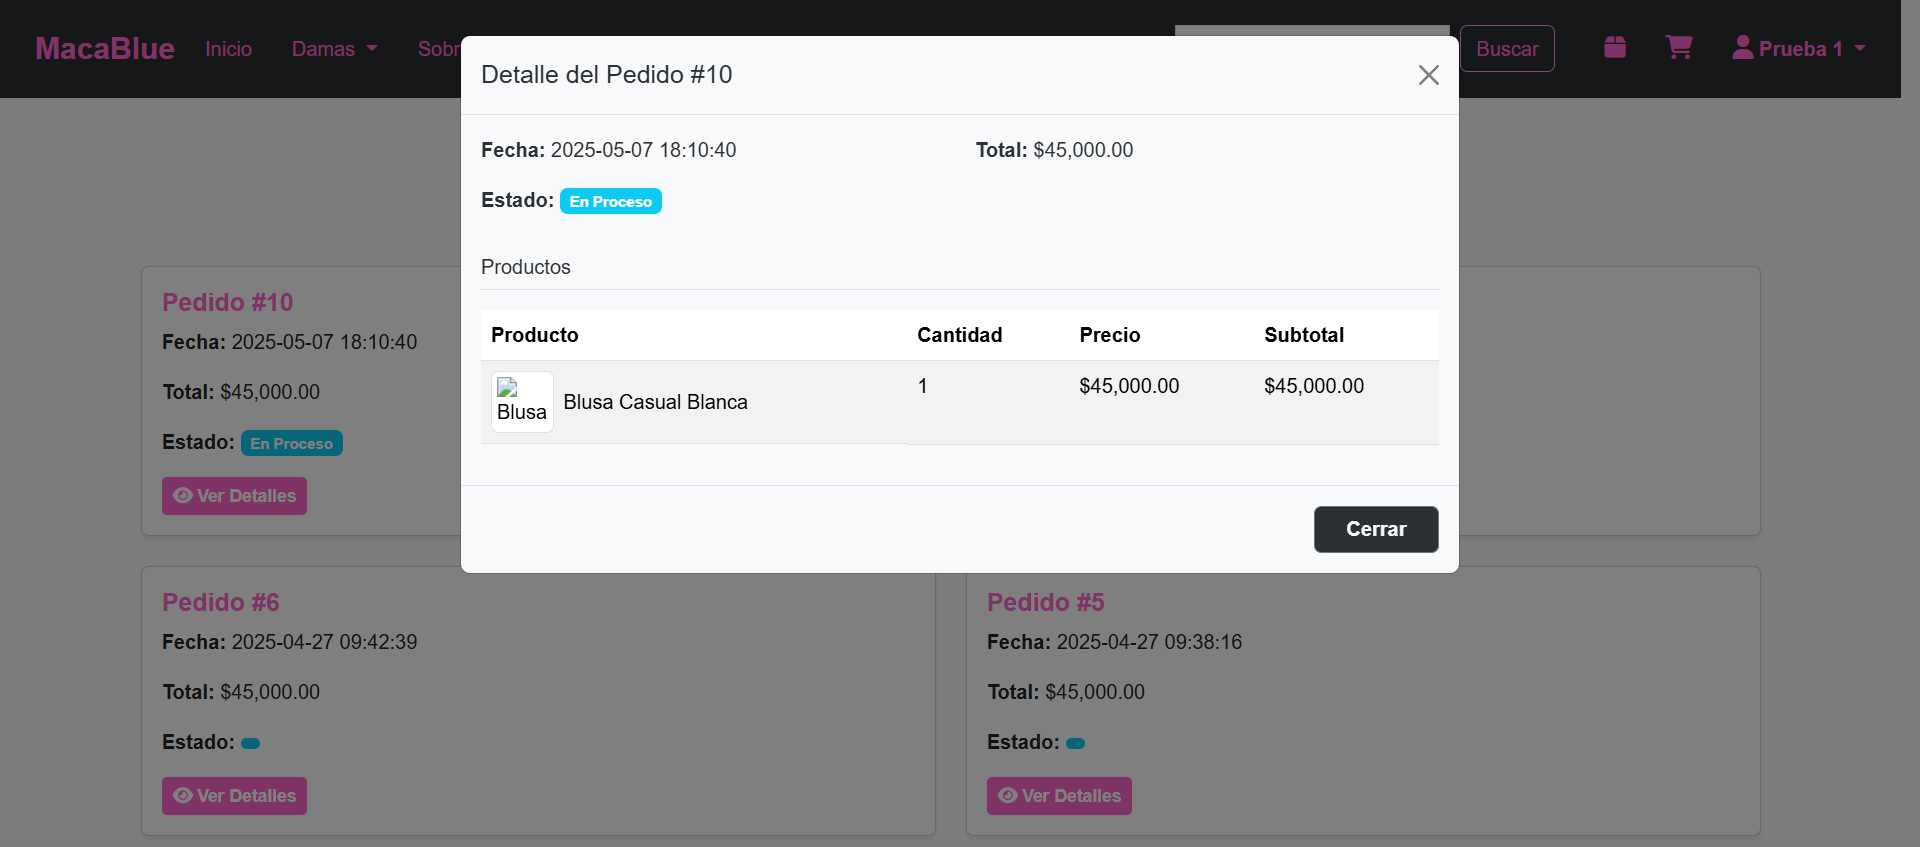 MacaBlue Inicio Damas Sobr Buscar Prueba 1
Detalle del Pedido #10
Fecha: 2025-05-07 18:10:40 Total: $45,000.00
Estado: En Proceso
Productos
Producto Cantidad Precio Subtotal
Blusa Blusa Casual Blanca 1 $45,000.00 $45,000.00
Cerrar
Pedido #10
Fecha: 2025-05-07 18:10:40
Total: $45,000.00
Estado: En Proceso
Ver Detalles
Pedido #6
Fecha: 2025-04-27 09:42:39
Total: $45,000.00
Estado:
Ver Detalles
Pedido #5
Fecha: 2025-04-27 09:38:16
Total: $45,000.00
Estado:
Ver Detalles